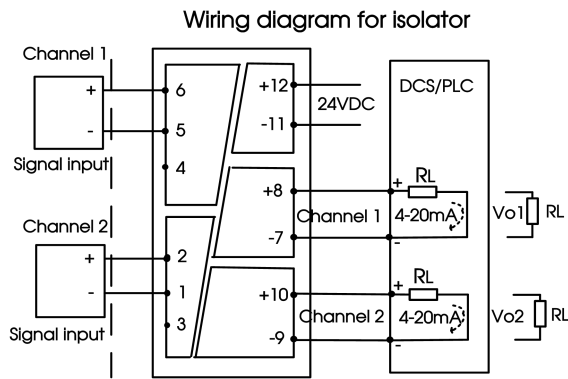 Wiring diagram for isolator
Channel 1
+
-
Signal input
6
5
4
+12
-11
24VDC
DCS/PLC
+8
-7
Channel 1
+
RL
4-20mA
-
Vo1
RL
Channel 2
+
-
Signal input
2
1
3
+10
-9
Channel 2
+
RL
4-20mA
-
Vo2
RL